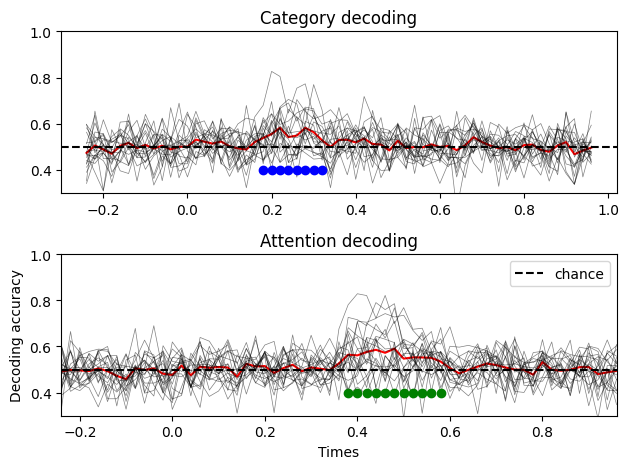 Category decoding
1.0
0.8
0.6
0.4
−0.2 0.0 0.2 0.4 0.6 0.8 1.0
Attention decoding
Decoding accuracy
1.0
0.8
0.6
0.4
chance
−0.2 0.0 0.2 0.4 0.6 0.8
Times